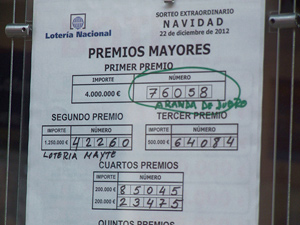 Lotería Nacional
SORTEO EXTRAORDINARIO
NAVIDAD
22 de diciembre de 2012
PREMIOS MAYORES
PRIMER PREMIO
IMPORTE NÚMERO
4.000.000 € 76058
ARANDA DE DUERO
SEGUNDO PREMIO TERCER PREMIO
IMPORTE NÚMERO IMPORTE NÚMERO
1.250.000 € 42260 500.000 € 64084
LOTERIA MAYTE
CUARTOS PREMIOS
IMPORTE NÚMERO
200.000 € 85045
200.000 € 23475
QUINTOS PREMIOS